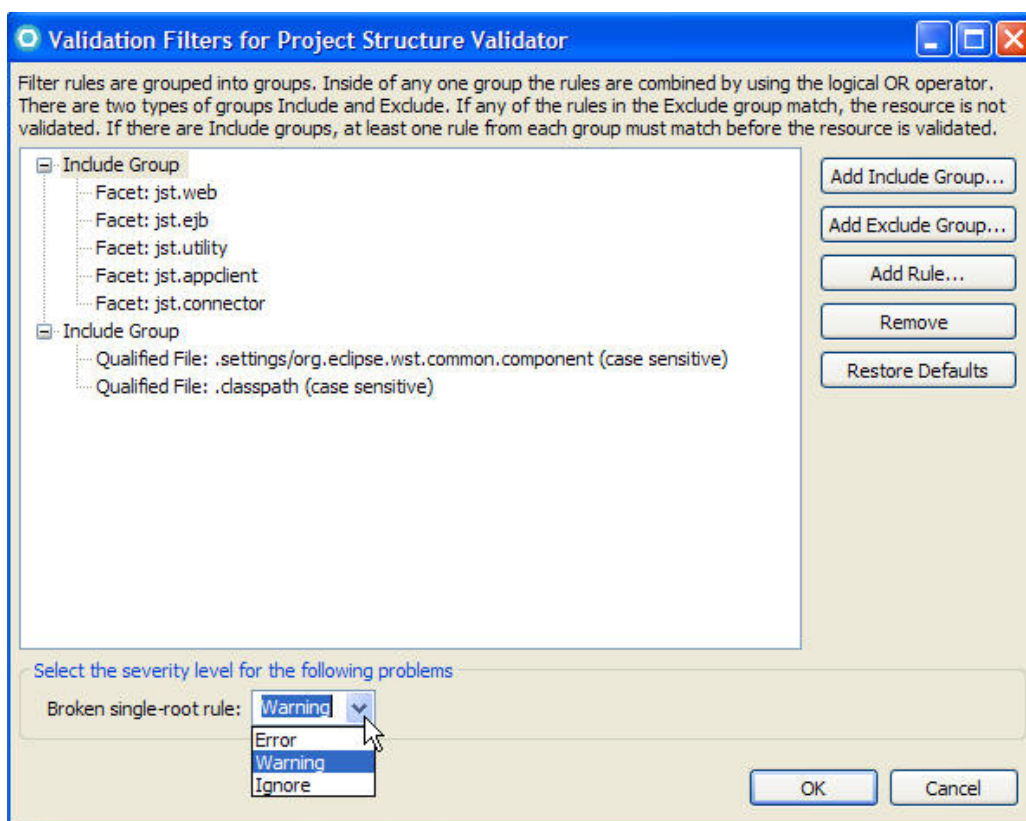 Validation Filters for Project Structure Validator
Filter rules are grouped into groups. Inside of any one group the rules are combined by using the logical OR operator.
There are two types of groups Include and Exclude. If any of the rules in the Exclude group match, the resource is not
validated. If there are Include groups, at least one rule from each group must match before the resource is validated.
Include Group
Facet: jst.web
Facet: jst.ejb
Facet: jst.utility
Facet: jst.appclient
Facet: jst.connector
Include Group
Qualified File: .settings/org.eclipse.wst.common.component (case sensitive)
Qualified File: .classpath (case sensitive)
Add Include Group...
Add Exclude Group...
Add Rule...
Remove
Restore Defaults
Select the severity level for the following problems
Broken single-root rule: Warning
Error
Warning
Ignore
OK Cancel